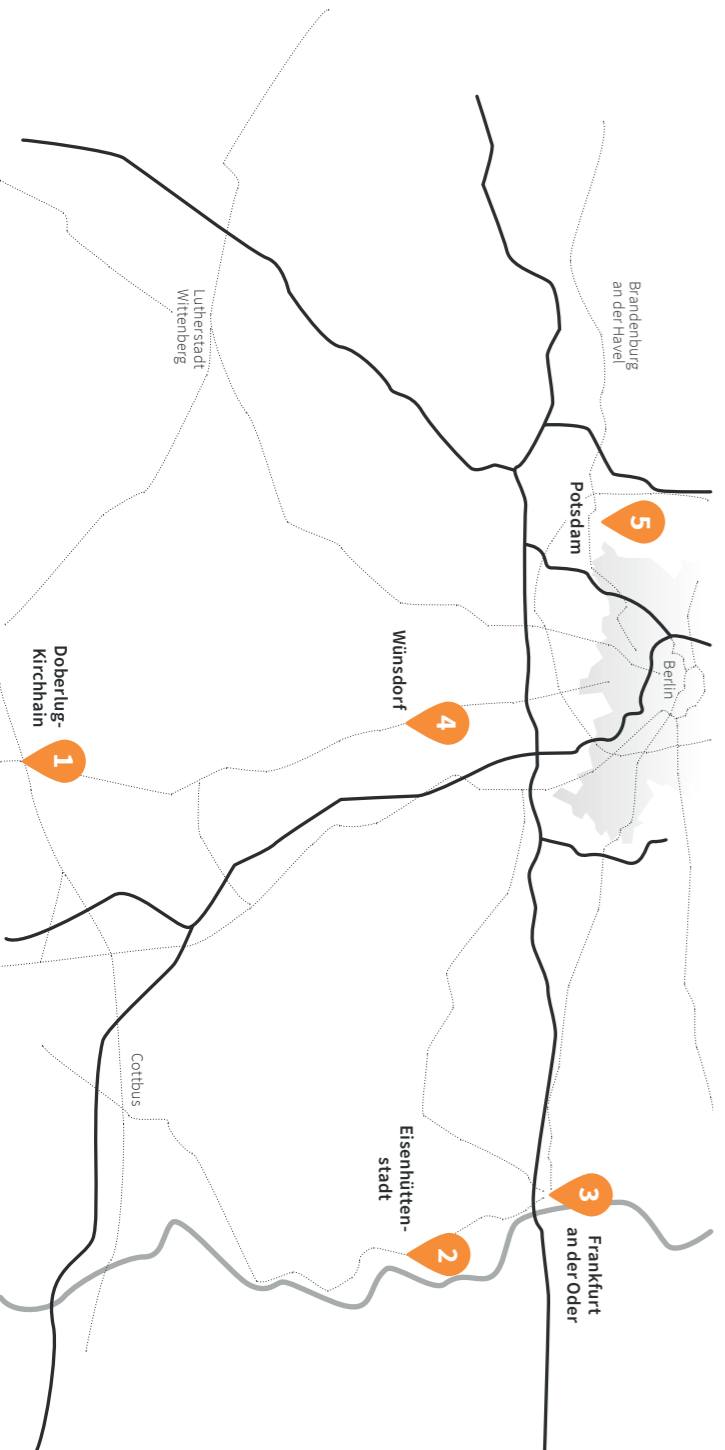 Brandenburg
an der Havel
5
Potsdam
Berlin
Lutherstadt
Wittenberg
4
Wünsdorf
3
Frankfurt
an der Oder
2
Eisenhütten-
stadt
1
Doberlug-
Kirchhain
Cottbus